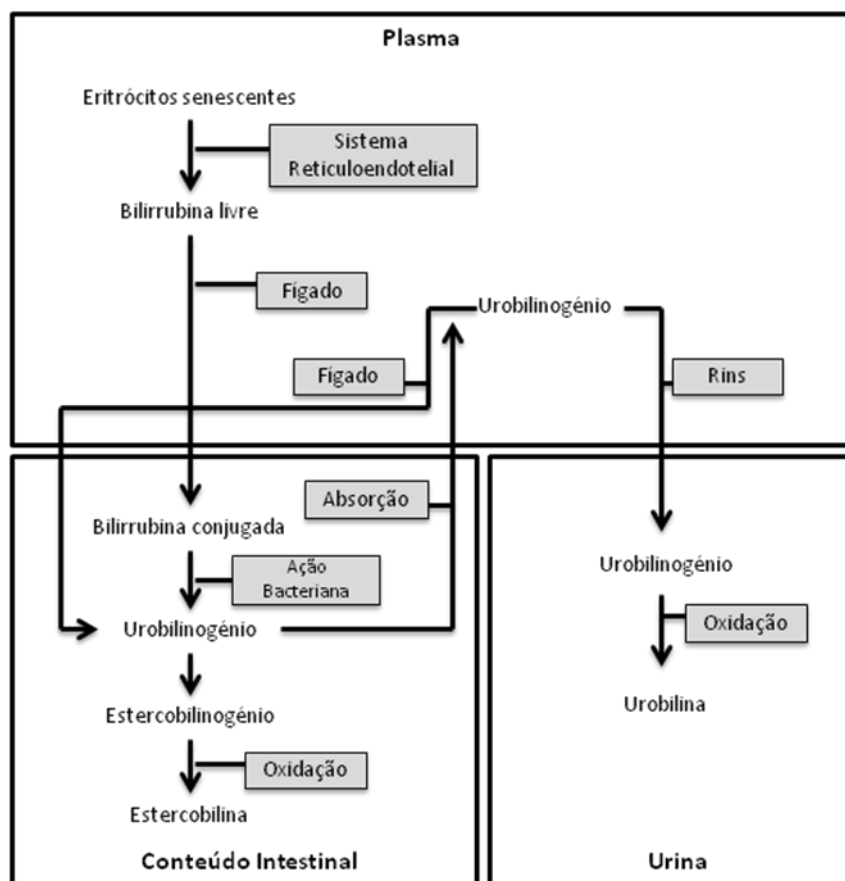 Plasma
Eritrócitos senescentes
Sistema
Reticuloendotelial
Bilirrubina livre
Fígado
Urobilinogénio
Fígado
Rins
Absorção
Bilirrubina conjugada
Ação
Bacteriana
Urobilinogénio
Estercobilinogénio
Oxidação
Estercobilina
Conteúdo Intestinal
Urobilinogénio
Oxidação
Urobilina
Urina